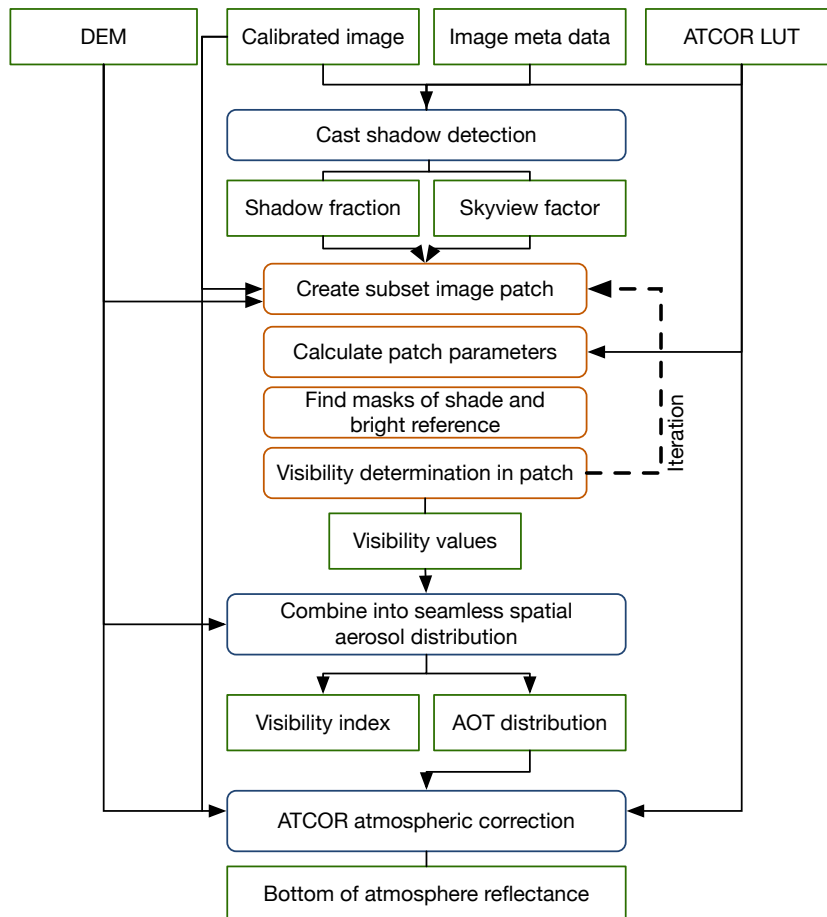 DEM
Calibrated image
Image meta data
ATCOR LUT
Cast shadow detection
Shadow fraction
Skyview factor
Create subset image patch
Calculate patch parameters
Find masks of shade and
bright reference
Iteration
Visibility determination in patch
Visibility values
Combine into seamless spatial
aerosol distribution
Visibility index
AOT distribution
ATCOR atmospheric correction
Bottom of atmosphere reflectance